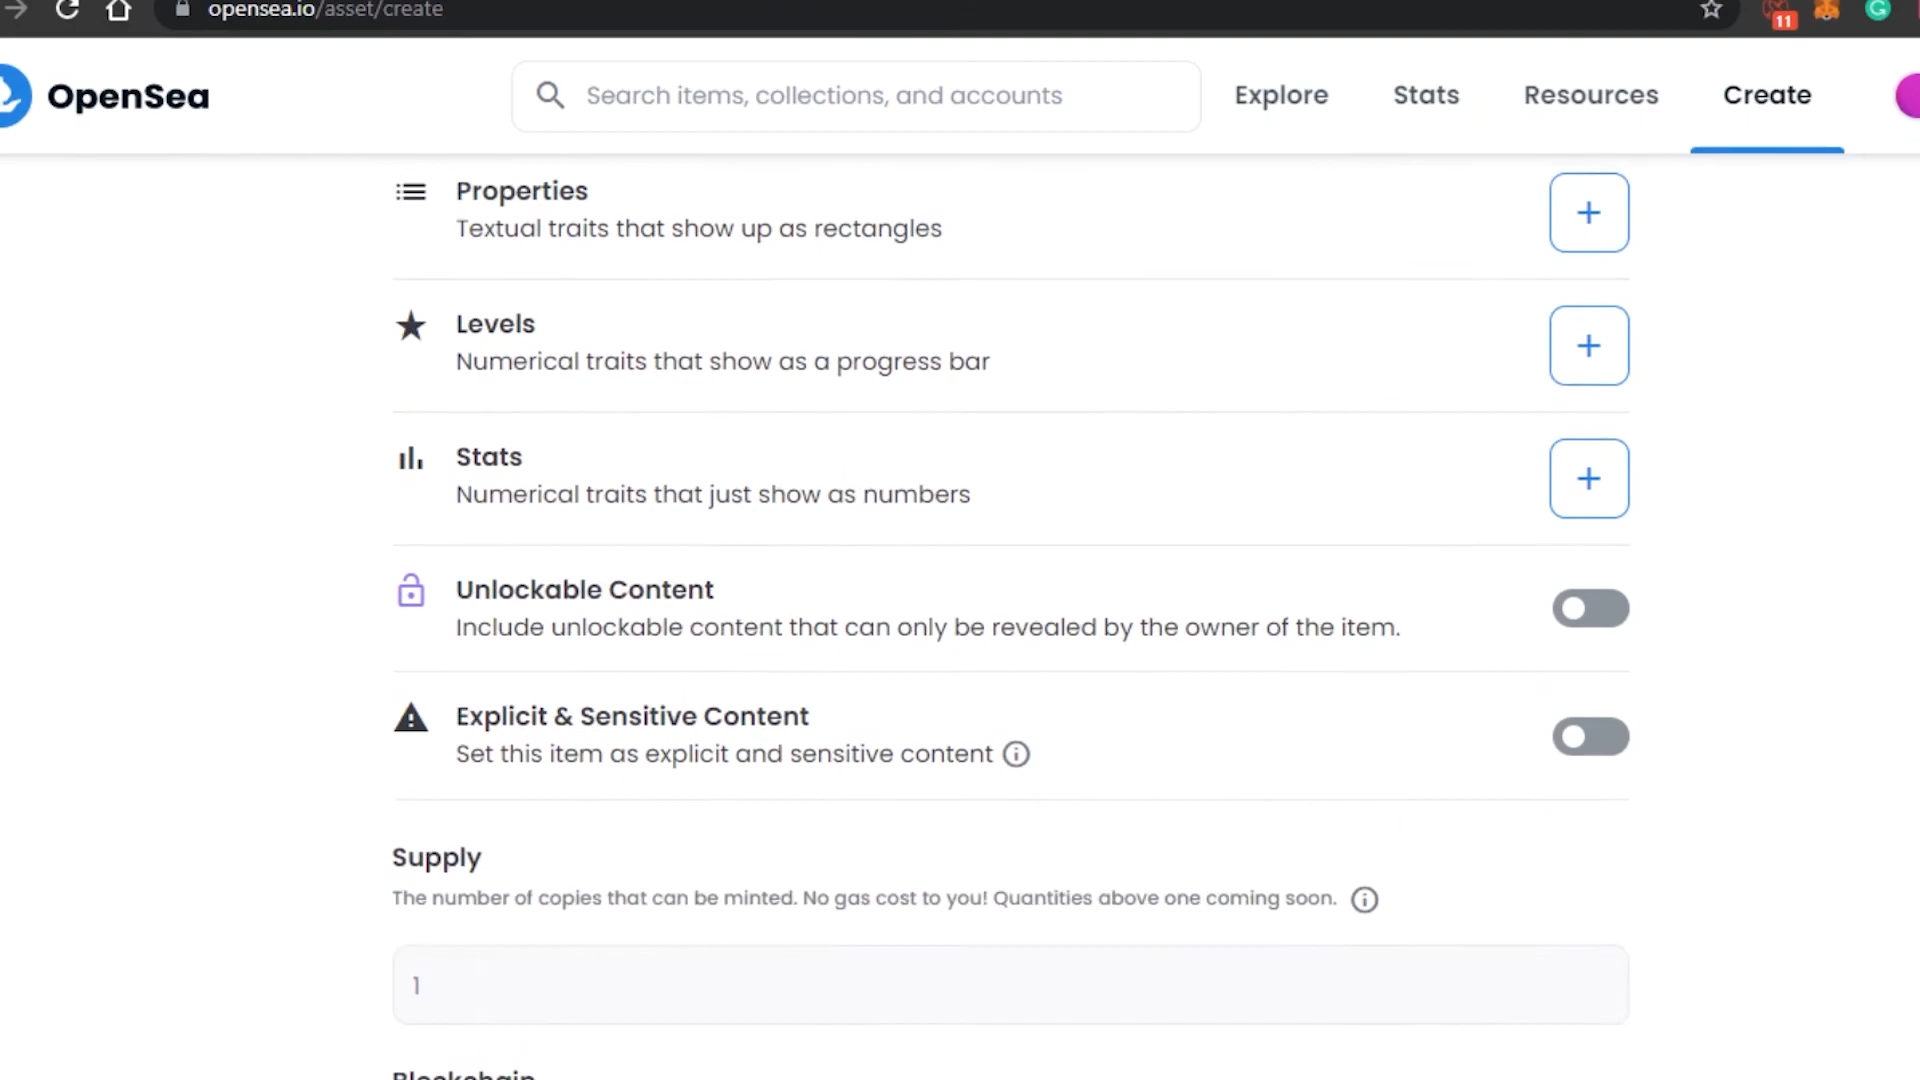 opensea.io/asset/create
11
OpenSea
Search items, collections, and accounts
Explore
Stats
Resources
Create
Properties
Textual traits that show up as rectangles
Levels
Numerical traits that show as a progress bar
Stats
Numerical traits that just show as numbers
Unlockable Content
Include unlockable content that can only be revealed by the owner of the item.
Explicit & Sensitive Content
Set this item as explicit and sensitive content
Supply
The number of copies that can be minted. No gas cost to you! Quantities above one coming soon.
1
Blockchain